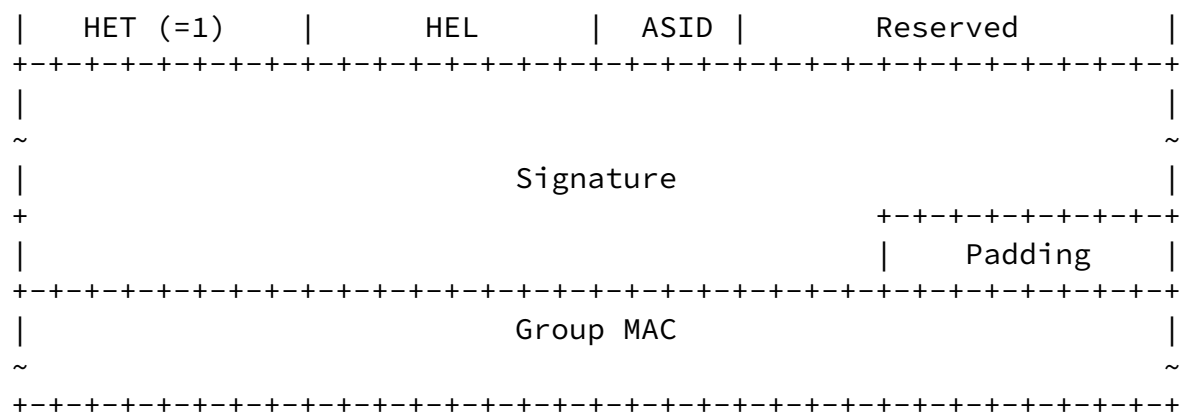 |   HET (=1)    |      HEL      |  ASID |       Reserved        |
+-+-+-+-+-+-+-+-+-+-+-+-+-+-+-+-+-+-+-+-+-+-+-+-+-+-+-+-+-+-+-+-+
|                                                               |
~                                                               ~
|                           Signature                           |
+                                               +-+-+-+-+-+-+-+-+
|                                               |    Padding    |
+-+-+-+-+-+-+-+-+-+-+-+-+-+-+-+-+-+-+-+-+-+-+-+-+-+-+-+-+-+-+-+-+
|                           Group MAC                           |
~                                                               ~
+-+-+-+-+-+-+-+-+-+-+-+-+-+-+-+-+-+-+-+-+-+-+-+-+-+-+-+-+-+-+-+-+